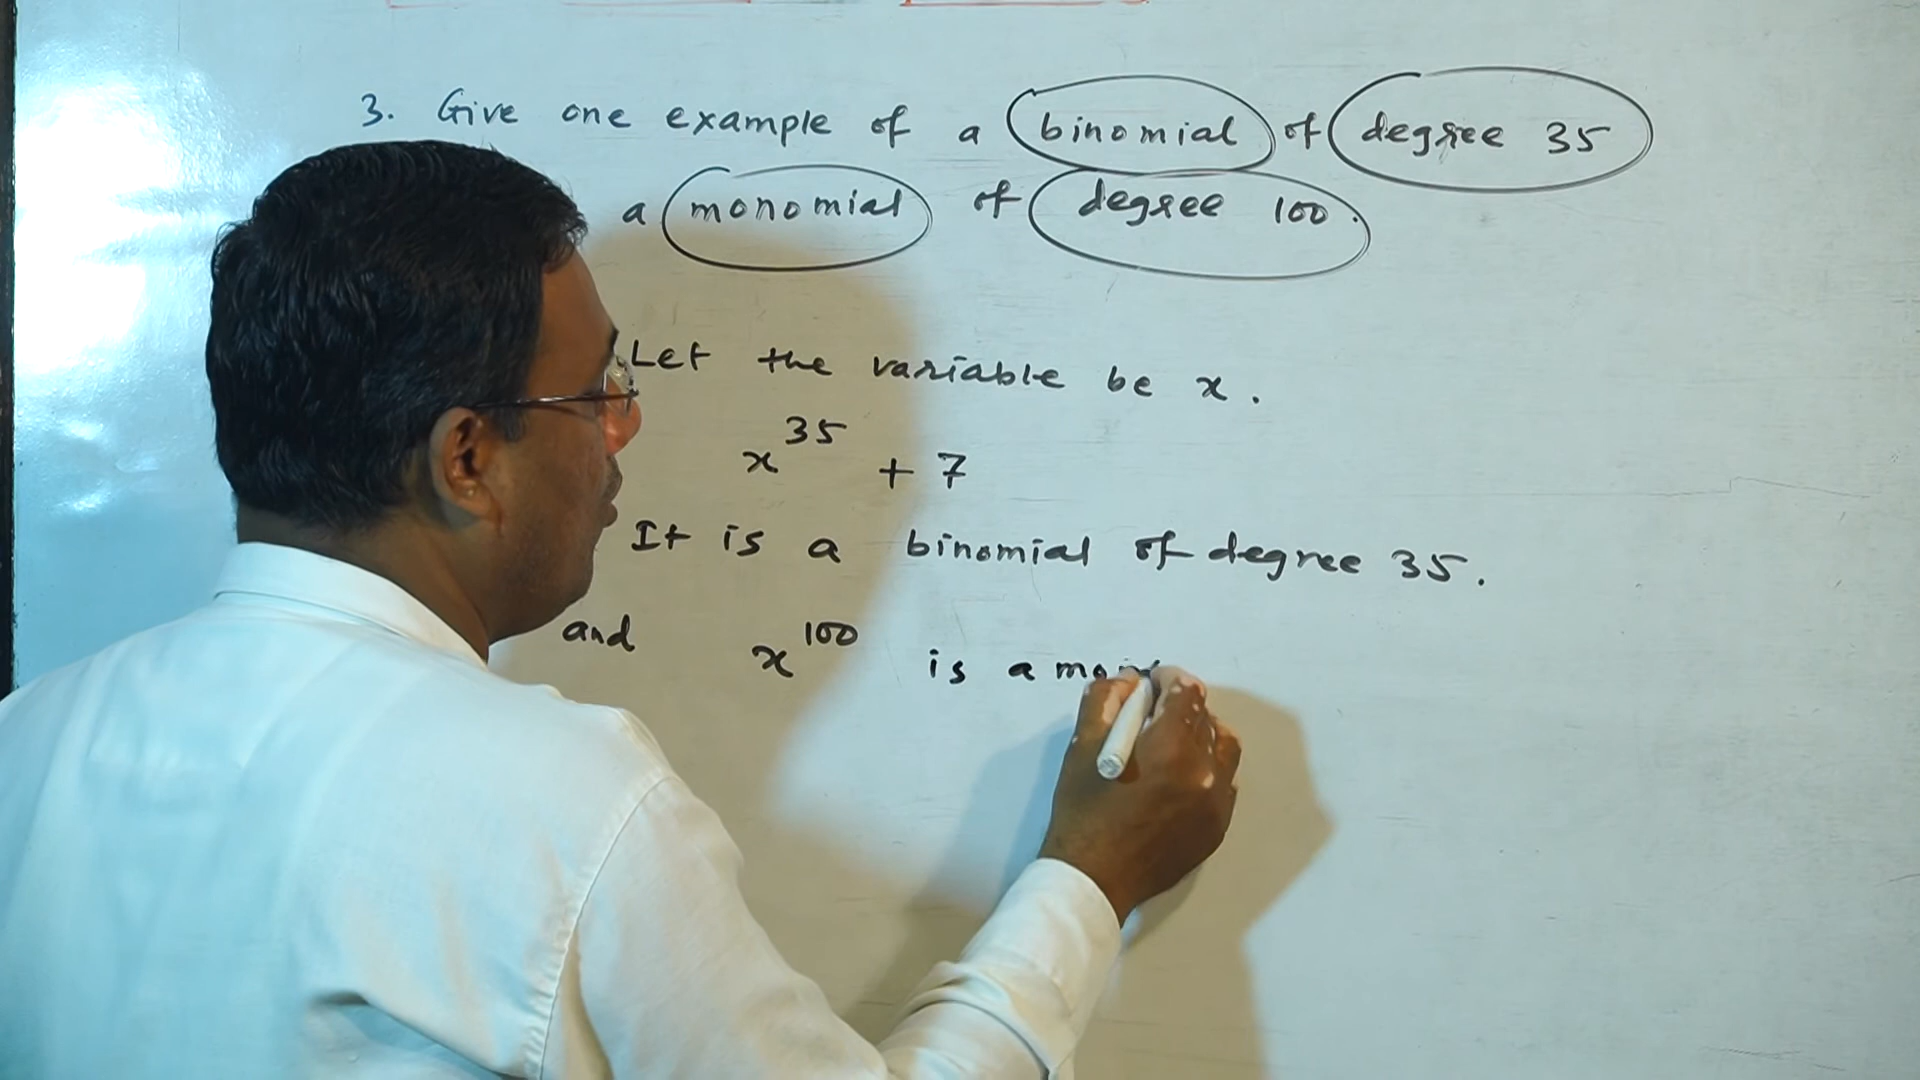 3. Give one example of a binomial of degree 35
a monomial of degree 100.
Let the variable be x.
x³⁵ + 7
It is a binomial of degree 35.
and x¹⁰⁰ is a mon